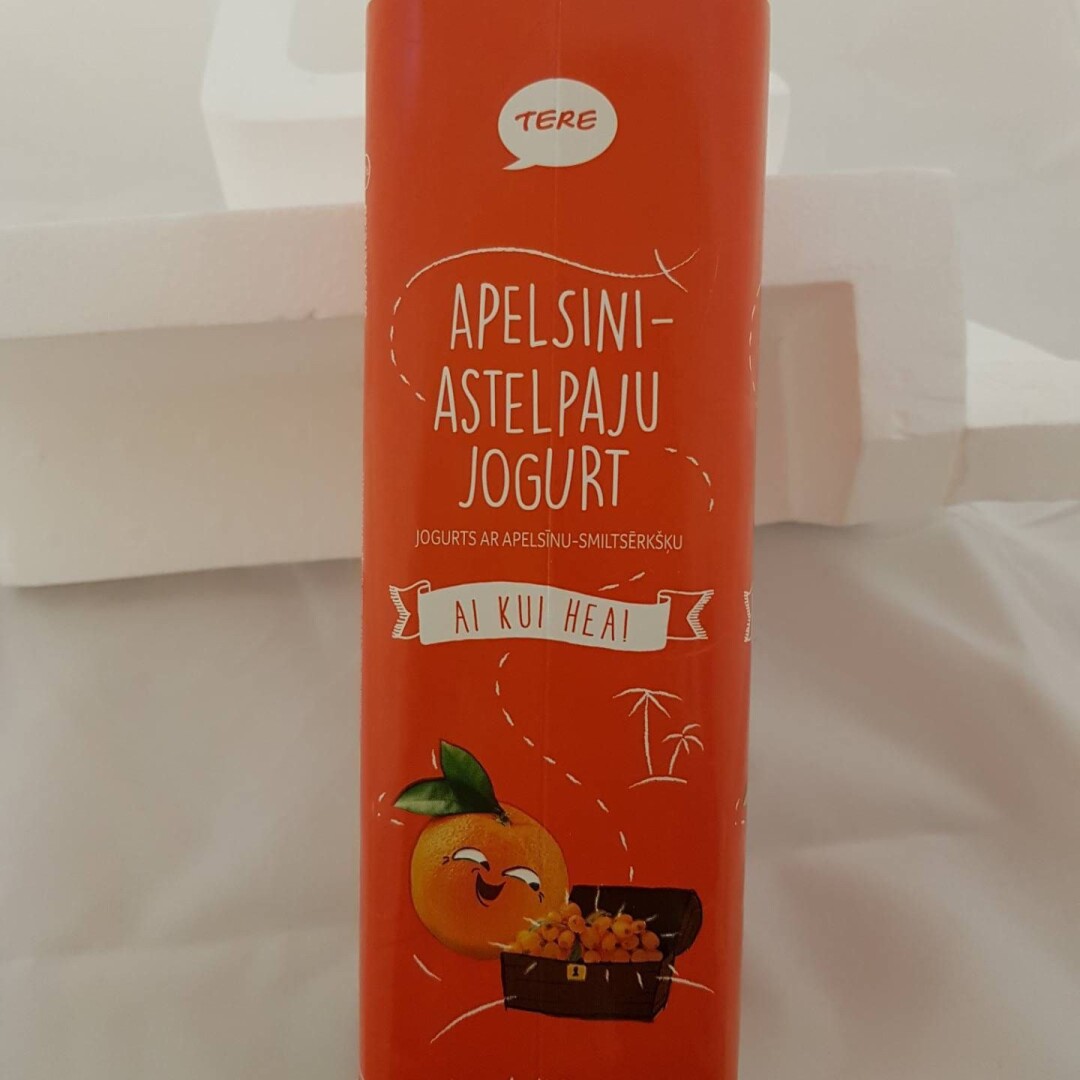 TERE
APELSINI-
ASTELPAJU
JOGURT
JOGURTS AR APELSĪNU-SMILTSĒRKŠĶU
AI KUI HEA!